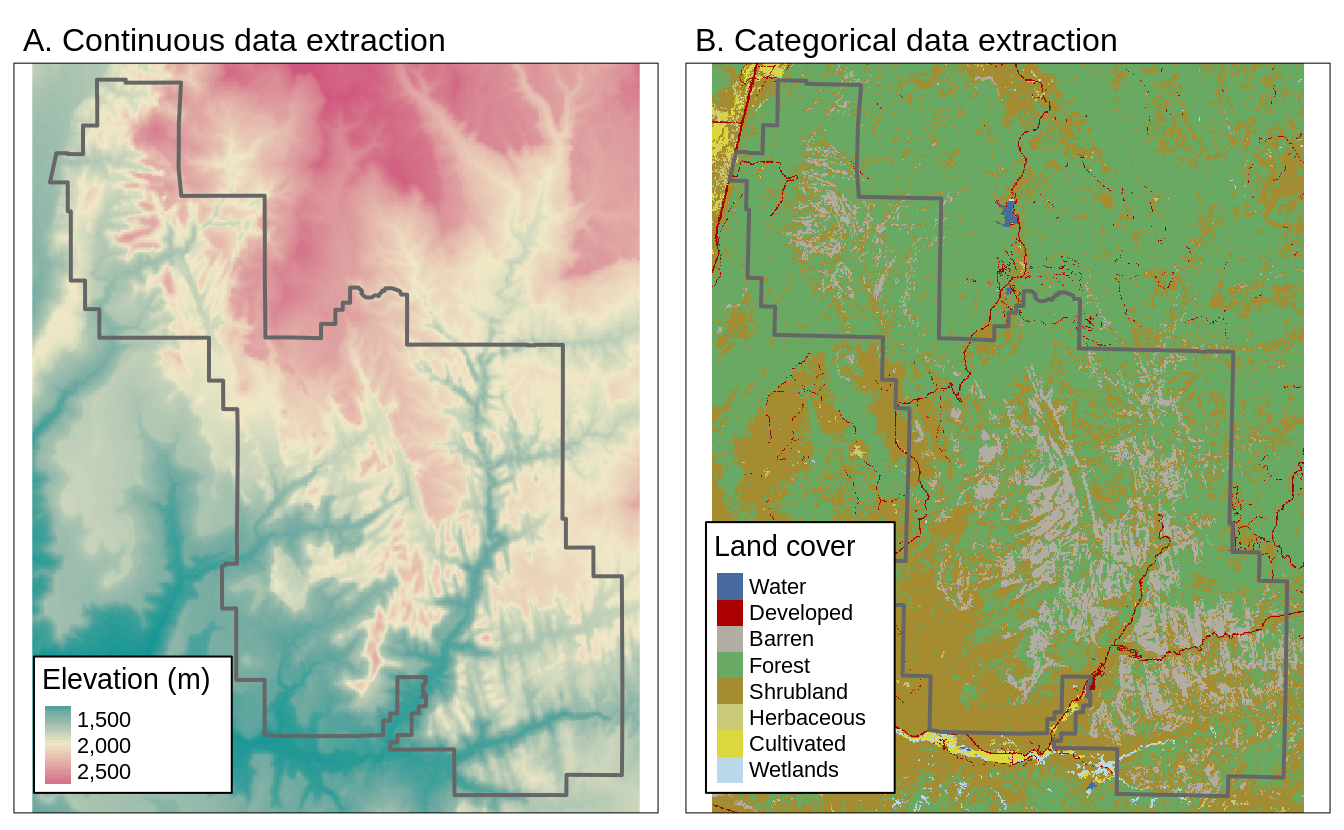 A. Continuous data extraction
B. Categorical data extraction
Elevation (m)
1,500
2,000
2,500
Land cover
Water
Developed
Barren
Forest
Shrubland
Herbaceous
Cultivated
Wetlands